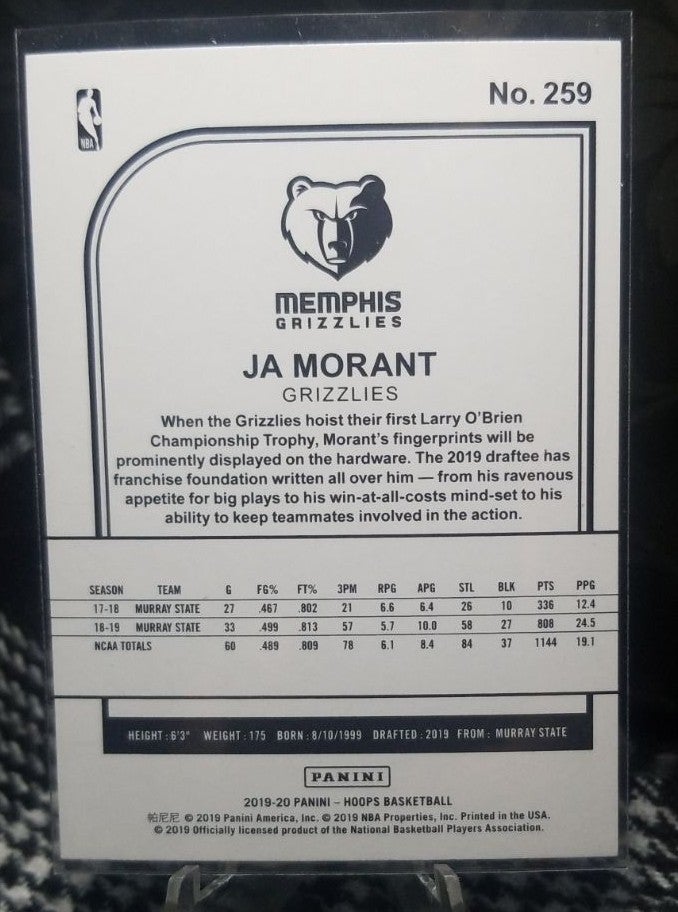 No. 259
NBA
MEMPHIS
GRIZZLIES
JA MORANT
GRIZZLIES
When the Grizzlies hoist their first Larry O'Brien
Championship Trophy, Morant's fingerprints will be
prominently displayed on the hardware. The 2019 draftee has
franchise foundation written all over him — from his ravenous
appetite for big plays to his win-at-all-costs mind-set to his
ability to keep teammates involved in the action.
SEASON TEAM G FG% FT% 3PM RPG APG STL BLK PTS PPG
17-18 MURRAY STATE 27 .467 .802 21 6.6 6.4 26 10 336 12.4
18-19 MURRAY STATE 33 .499 .813 57 5.7 10.0 58 27 808 24.5
NCAA TOTALS 60 .489 .809 78 6.1 8.4 84 37 1144 19.1
HEIGHT : 6'3" WEIGHT : 175 BORN : 8/10/1999 DRAFTED : 2019 FROM : MURRAY STATE
PANINI
2019-20 PANINI – HOOPS BASKETBALL
帕尼尼 © 2019 Panini America, Inc. © 2019 NBA Properties, Inc. Printed in the USA.
© 2019 Officially licensed product of the National Basketball Players Association.